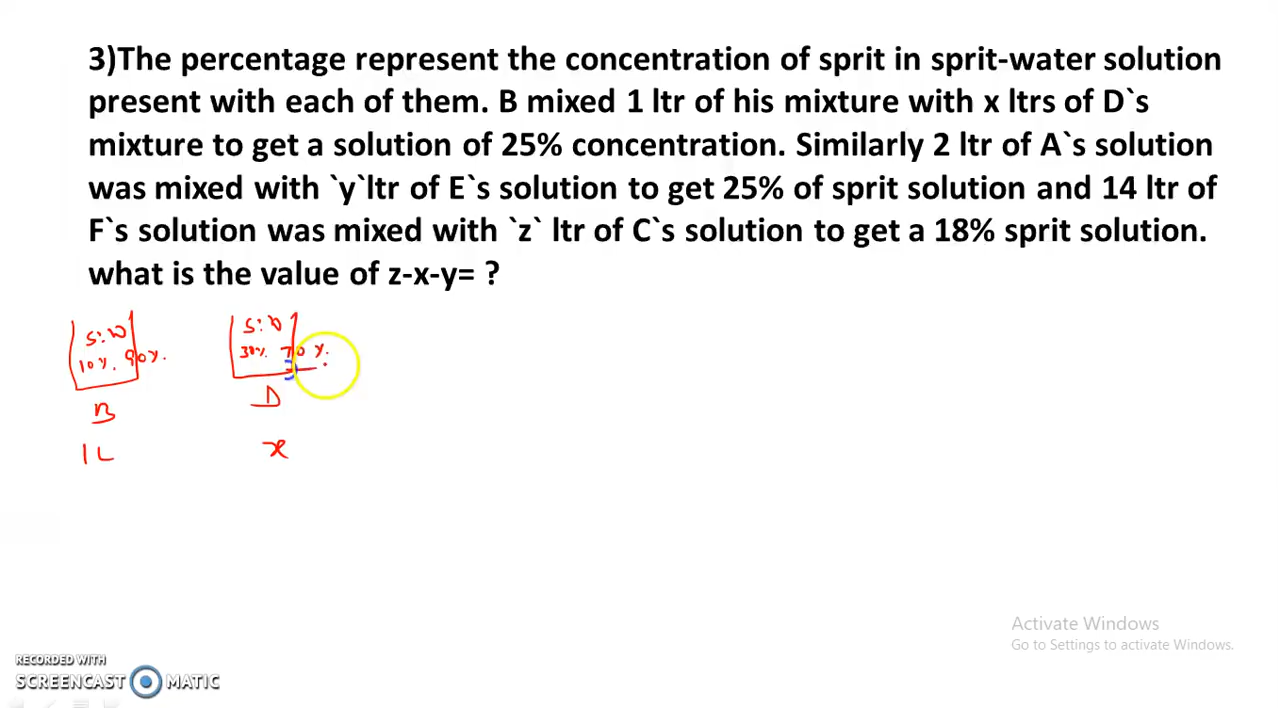 3)The percentage represent the concentration of sprit in sprit-water solution
present with each of them. B mixed 1 ltr of his mixture with x ltrs of D`s
mixture to get a solution of 25% concentration. Similarly 2 ltr of A`s solution
was mixed with `y`ltr of E`s solution to get 25% of sprit solution and 14 ltr of
F`s solution was mixed with `z` ltr of C`s solution to get a 18% sprit solution.
what is the value of z-x-y= ?
S:W S:W
10%. 90%. 30%. 70%.
B D
1L x
Activate Windows
Go to Settings to activate Windows.
RECORDED WITH
SCREENCAST MATIC